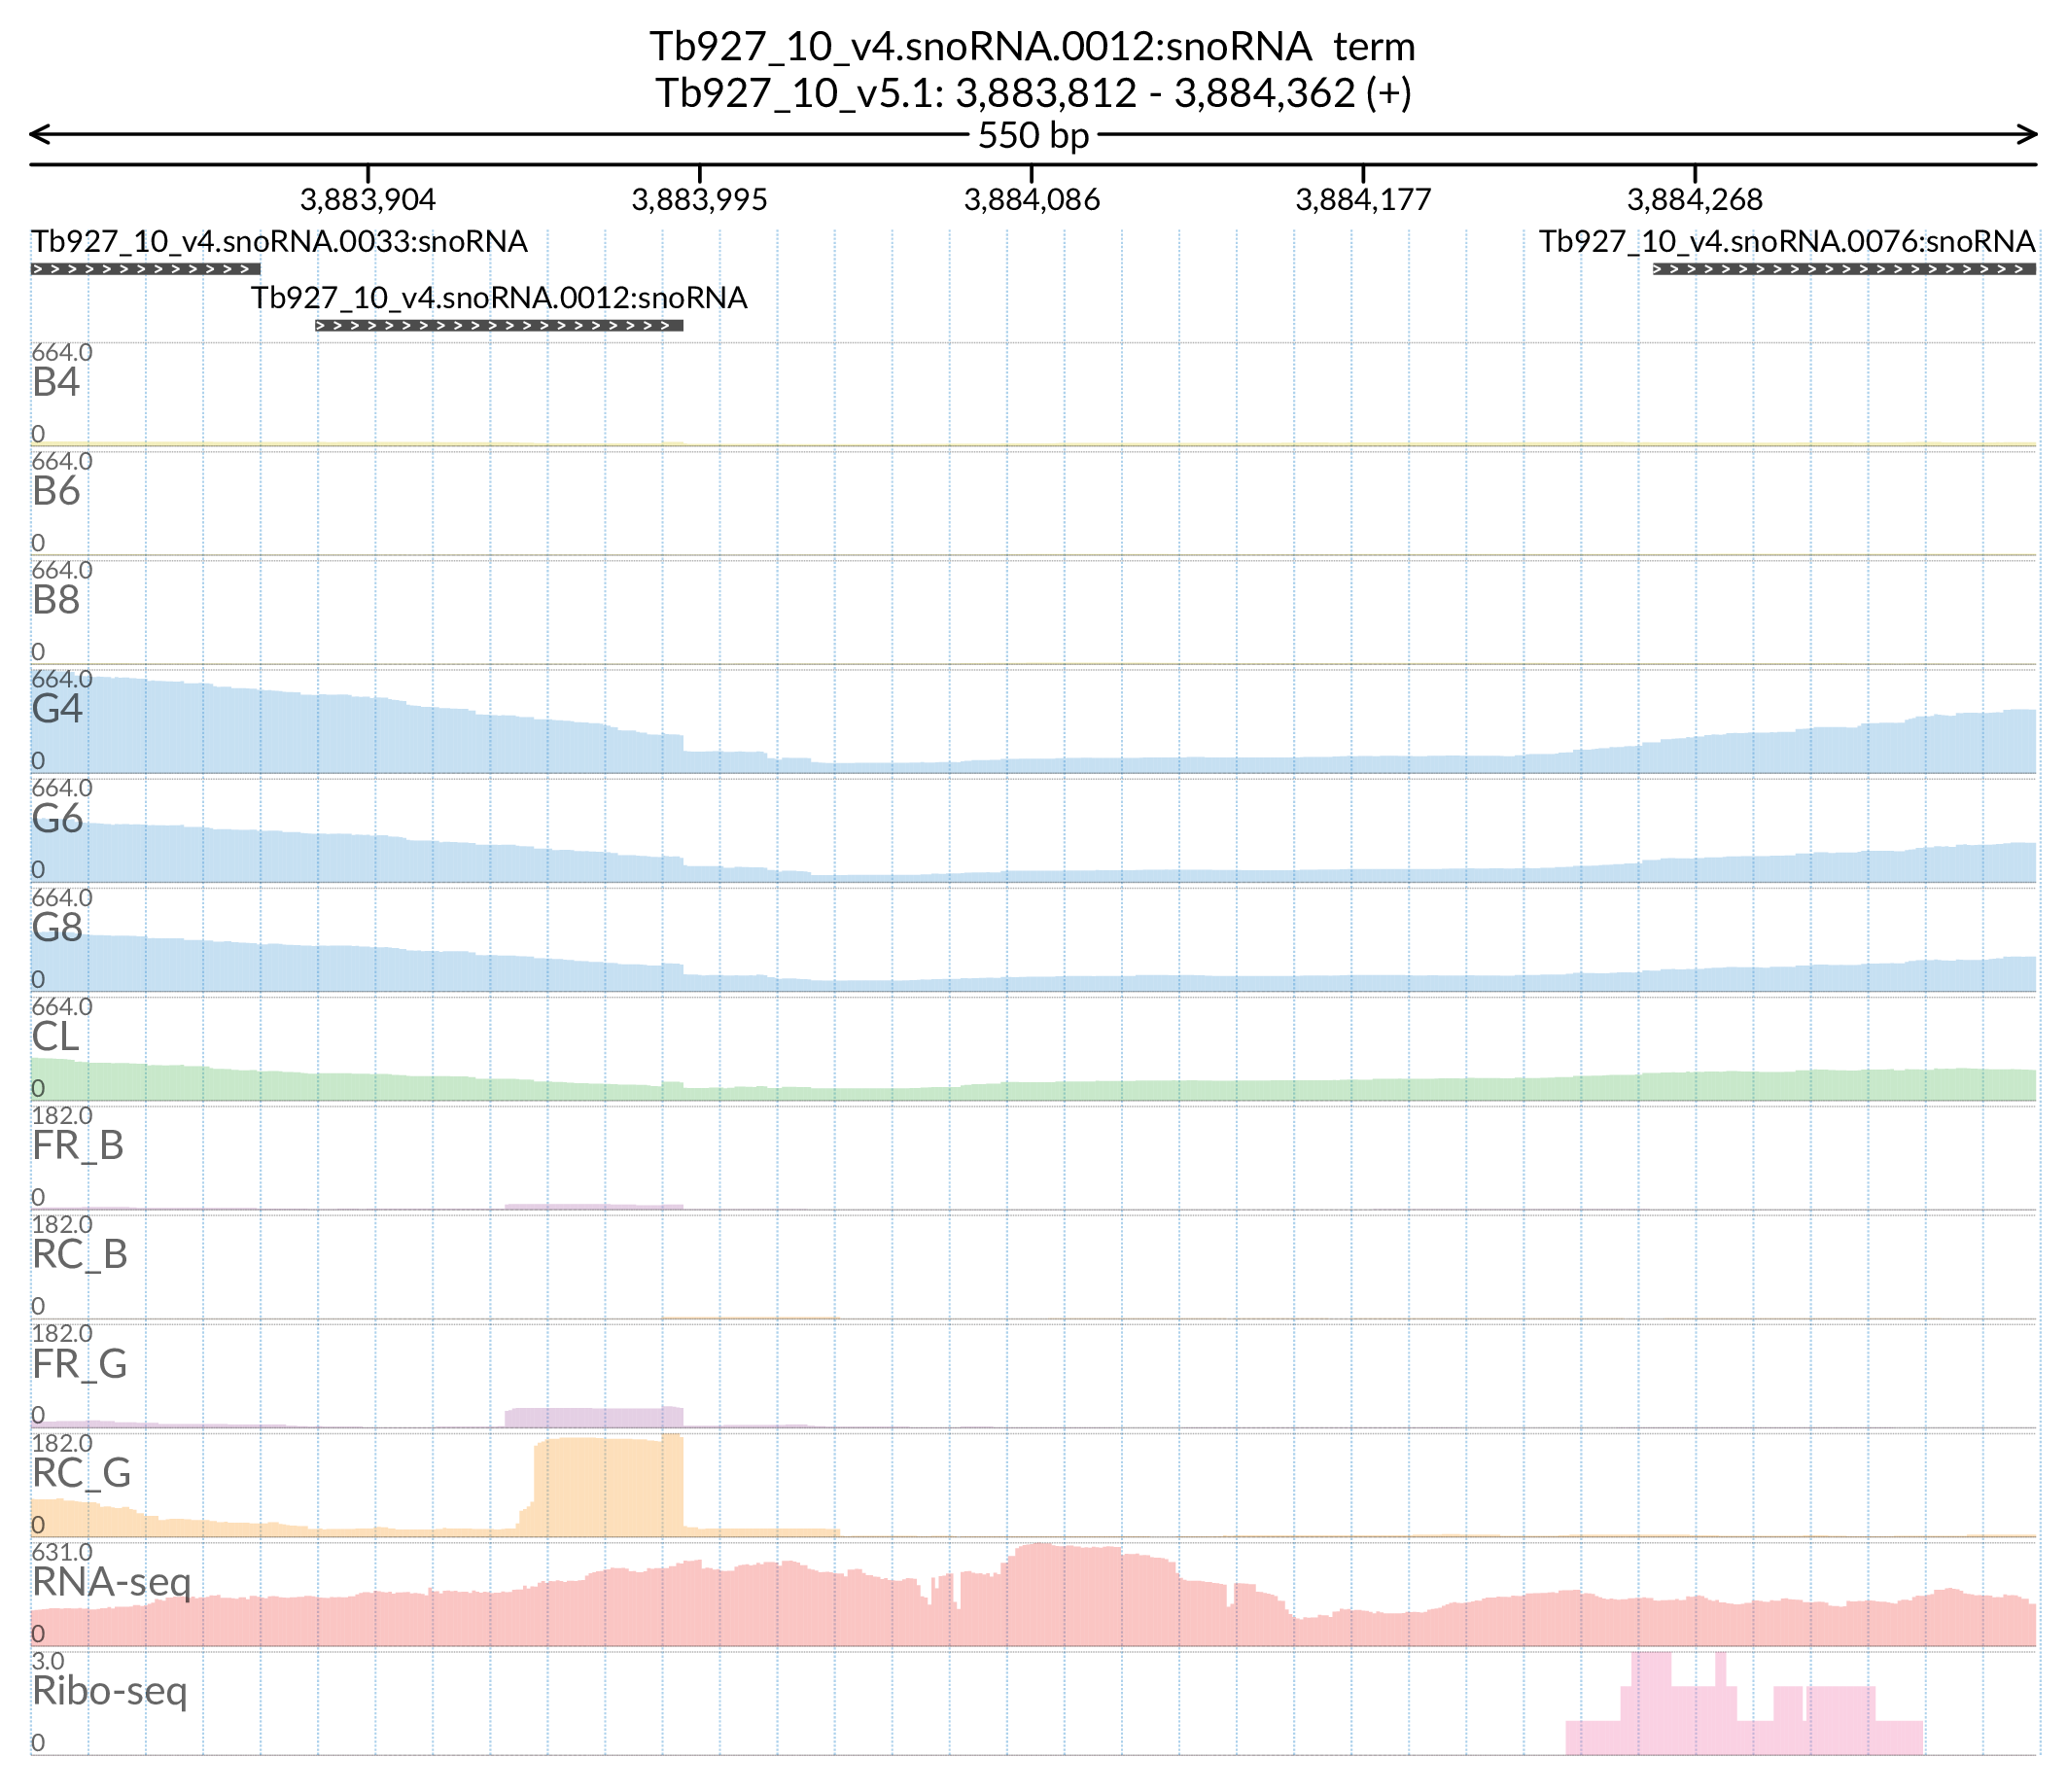 Tb927_10_v4.snoRNA.0012:snoRNA term
Tb927_10_v5.1: 3,883,812 - 3,884,362 (+)
550 bp
3,883,904 3,883,995 3,884,086 3,884,177 3,884,268
Tb927_10_v4.snoRNA.0033:snoRNA Tb927_10_v4.snoRNA.0076:snoRNA
Tb927_10_v4.snoRNA.0012:snoRNA
664.0
B4
0
664.0
B6
0
664.0
B8
0
664.0
G4
0
664.0
G6
0
664.0
G8
0
664.0
CL
0
182.0
FR_B
0
182.0
RC_B
0
182.0
FR_G
0
182.0
RC_G
0
631.0
RNA-seq
0
3.0
Ribo-seq
0